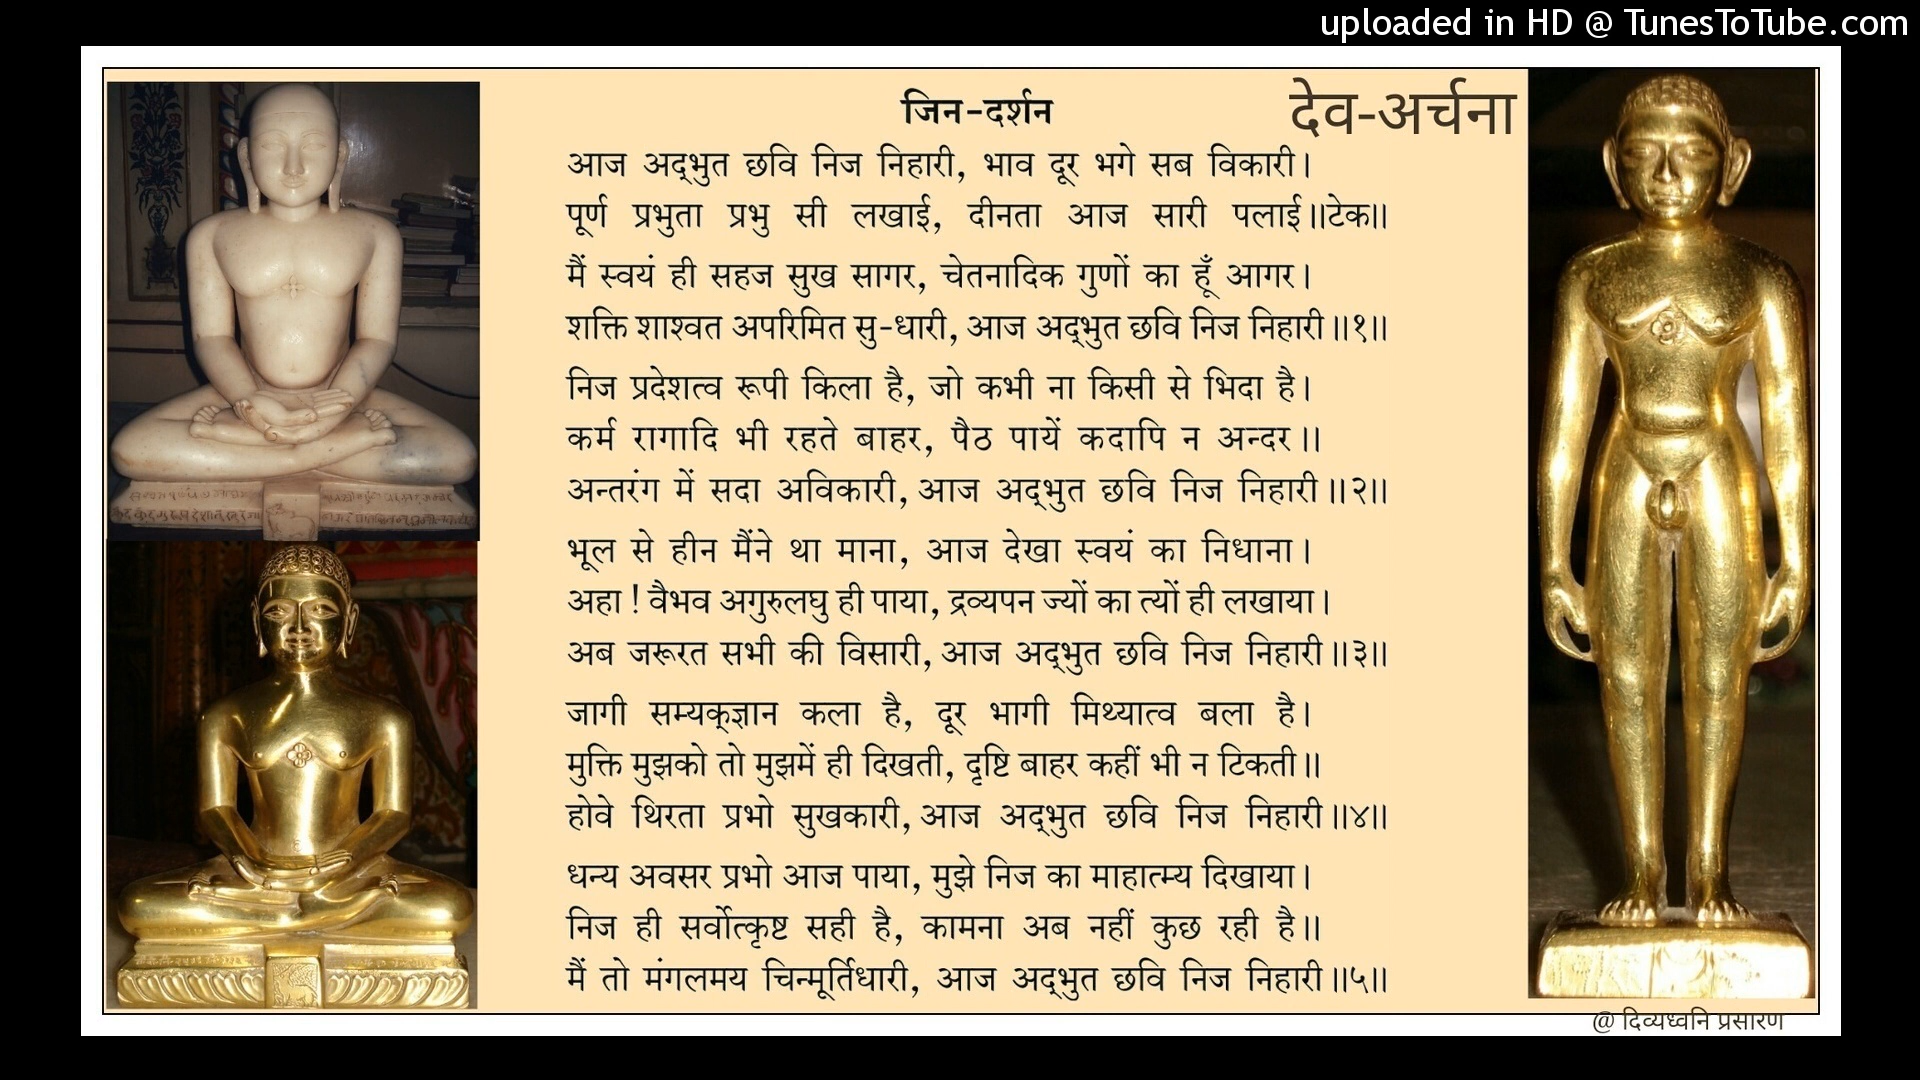 uploaded in HD @ TunesToTube.com
जिन-दर्शन
देव-अर्चना
आज अद्‌भुत छवि निज निहारी, भाव दूर भगे सब विकारी।
पूर्ण प्रभुता प्रभु सी लखाई, दीनता आज सारी पलाई॥टेक॥
मैं स्वयं ही सहज सुख सागर, चेतनादिक गुणों का हूँ आगर।
शक्ति शाश्वत अपरिमित सु-धारी, आज अद्‌भुत छवि निज निहारी॥१॥
निज प्रदेशत्व रूपी किला है, जो कभी ना किसी से भिदा है।
कर्म रागादि भी रहते बाहर, पैठ पायें कदापि न अन्दर॥
अन्तरंग में सदा अविकारी, आज अद्‌भुत छवि निज निहारी॥२॥
भूल से हीन मैंने था माना, आज देखा स्वयं का निधाना।
अहा ! वैभव अगुरुलघु ही पाया, द्रव्यपन ज्यों का त्यों ही लखाया।
अब जरूरत सभी की विसारी, आज अद्‌भुत छवि निज निहारी॥३॥
जागी सम्यक्‌ज्ञान कला है, दूर भागी मिथ्यात्व बला है।
मुक्ति मुझको तो मुझमें ही दिखती, दृष्टि बाहर कहीं भी न टिकती॥
होवे थिरता प्रभो सुखकारी, आज अद्‌भुत छवि निज निहारी॥४॥
धन्य अवसर प्रभो आज पाया, मुझे निज का माहात्म्य दिखाया।
निज ही सर्वोत्कृष्ट सही है, कामना अब नहीं कुछ रही है॥
मैं तो मंगलमय चिन्मूर्तिधारी, आज अद्‌भुत छवि निज निहारी॥५॥
@ दिव्यध्वनि प्रसारण